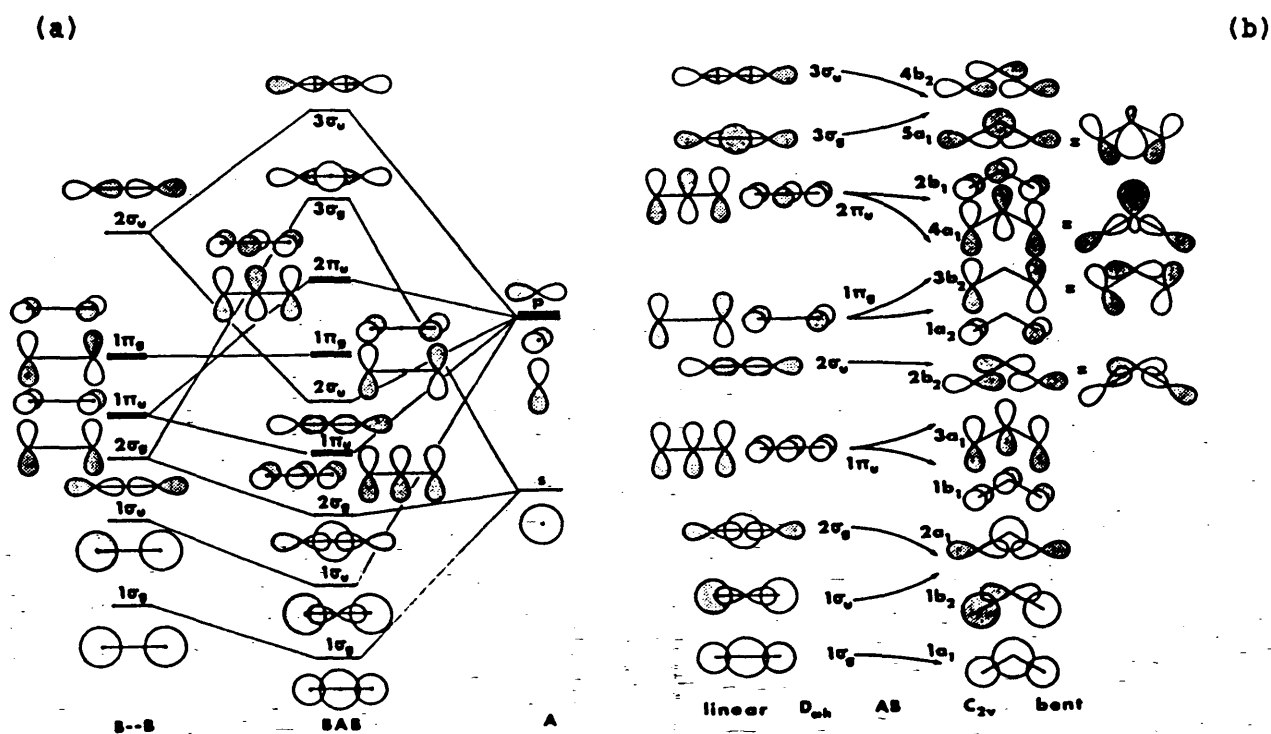 (a)
3σᵤ
3σg
2σᵤ
2πᵤ
p
1πg
1πg
2σᵤ
1πᵤ
1πᵤ
2σg
s
2σg
1σᵤ
1σᵤ
1σg
1σg
B--B BAB A
(b)
3σᵤ 4b₂
3σg 5a₁ =
2b₁
2πᵤ 4a₁ =
1πg 3b₂ =
1a₂
2σᵤ 2b₂ =
3a₁
1πᵤ
1b₁
2σg 2a₁
1σᵤ 1b₂
1σg 1a₁
linear D∞h AB C₂ᵥ bent